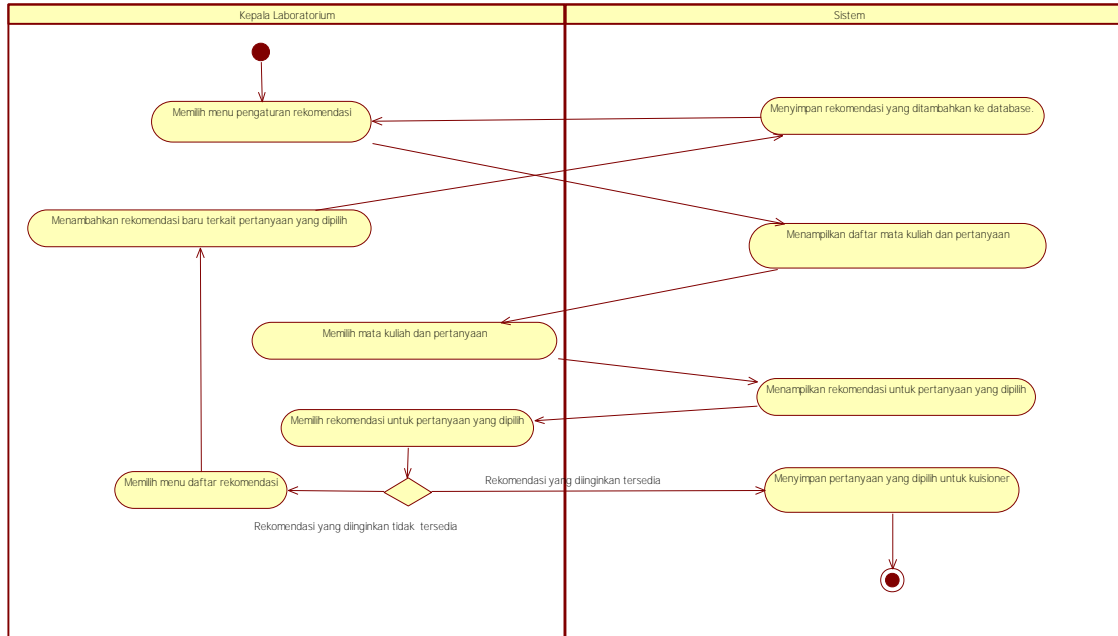 Kepala Laboratorium
Sistem
Memilih menu pengaturan rekomendasi
Menyimpan rekomendasi yang ditambahkan ke database.
Menambahkan rekomendasi baru terkait pertanyaan yang dipilih
Menampilkan daftar mata kuliah dan pertanyaan
Memilih mata kuliah dan pertanyaan
Menampilkan rekomendasi untuk pertanyaan yang dipilih
Memilih rekomendasi untuk pertanyaan yang dipilih
Memilih menu daftar rekomendasi
Rekomendasi yang diinginkan tersedia
Menyimpan pertanyaan yang dipilih untuk kuisioner
Rekomendasi yang diinginkan tidak tersedia